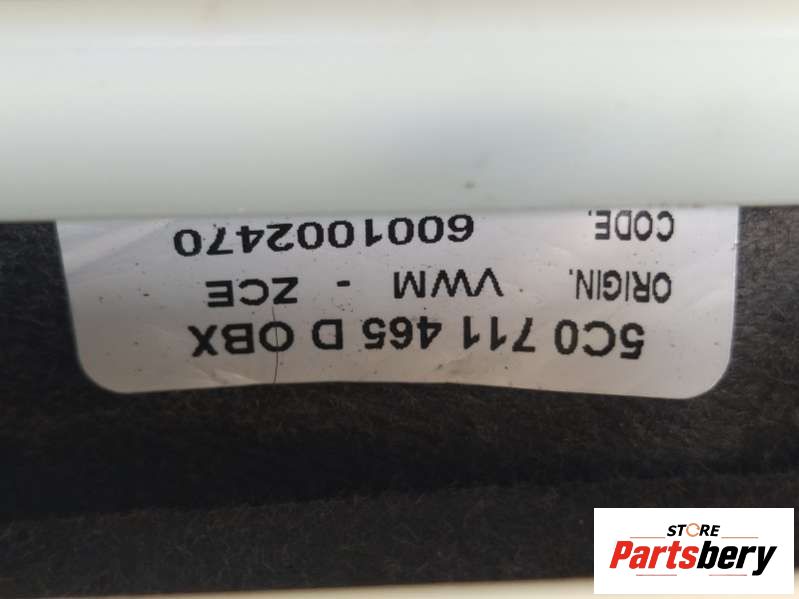 5C0 711 465 D OBX
ORIGIN. VWM - ZCE
CODE. 6001002470
STORE
Partsbery